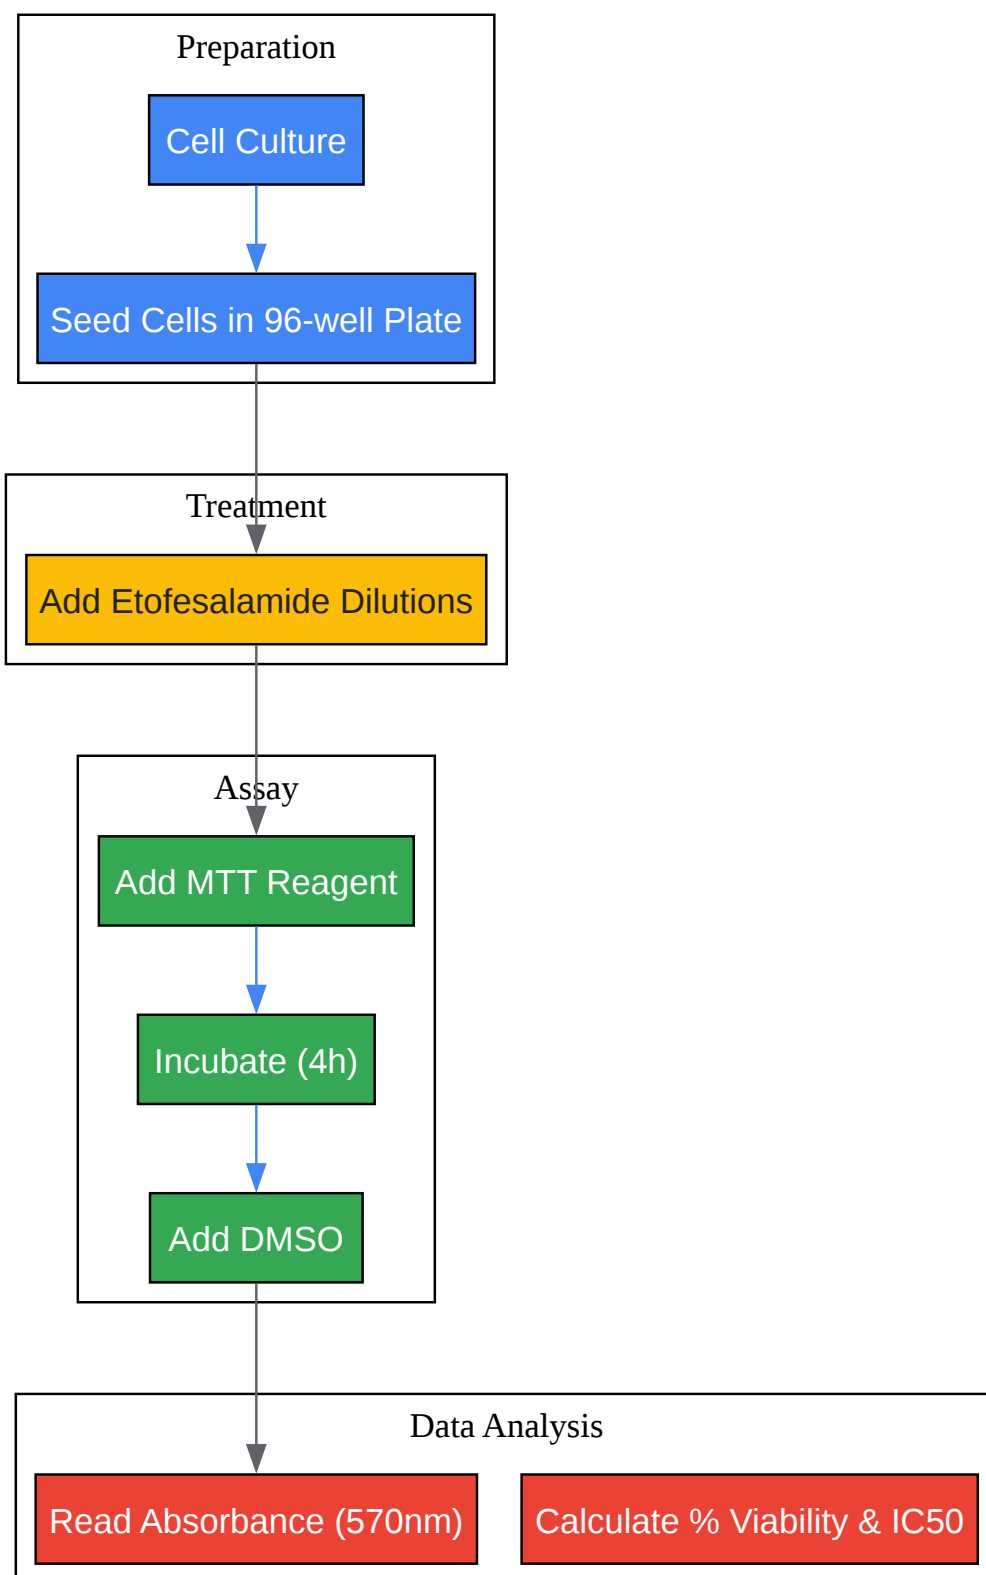 Preparation
Cell Culture
Seed Cells in 96-well Plate
Treatment
Add Etofesalamide Dilutions
Assay
Add MTT Reagent
Incubate (4h)
Add DMSO
Data Analysis
Read Absorbance (570nm)
Calculate % Viability & IC50